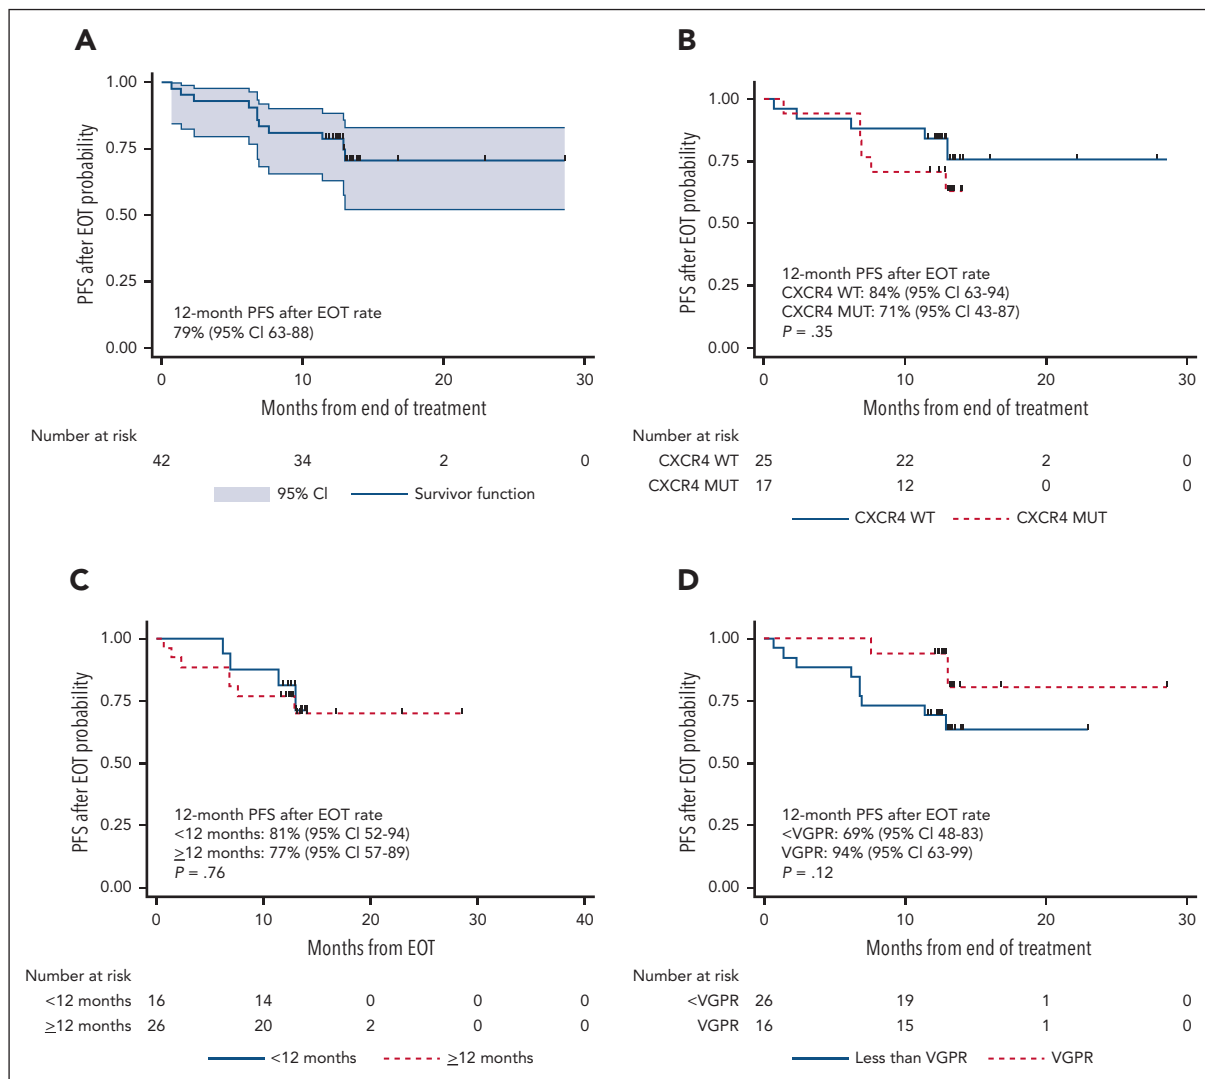 A
1.00
0.75
0.50
0.25
0.00
PFS after EOT probability
12-month PFS after EOT rate
79% (95% CI 63-88)
0 10 20 30
Months from end of treatment
Number at risk
42 34 2 0
95% CI Survivor function
B
1.00
0.75
0.50
0.25
0.00
PFS after EOT probability
12-month PFS after EOT rate
CXCR4 WT: 84% (95% CI 63-94)
CXCR4 MUT: 71% (95% CI 43-87)
P = .35
0 10 20 30
Months from end of treatment
Number at risk
CXCR4 WT 25 22 2 0
CXCR4 MUT 17 12 0 0
CXCR4 WT CXCR4 MUT
C
1.00
0.75
0.50
0.25
0.00
PFS after EOT probability
12-month PFS after EOT rate
<12 months: 81% (95% CI 52-94)
≥12 months: 77% (95% CI 57-89)
P = .76
0 10 20 30 40
Months from EOT
Number at risk
<12 months 16 14 0 0 0
≥12 months 26 20 2 0 0
<12 months ≥12 months
D
1.00
0.75
0.50
0.25
0.00
PFS after EOT probability
12-month PFS after EOT rate
<VGPR: 69% (95% CI 48-83)
VGPR: 94% (95% CI 63-99)
P = .12
0 10 20 30
Months from end of treatment
Number at risk
<VGPR 26 19 1 0
VGPR 16 15 1 0
Less than VGPR VGPR